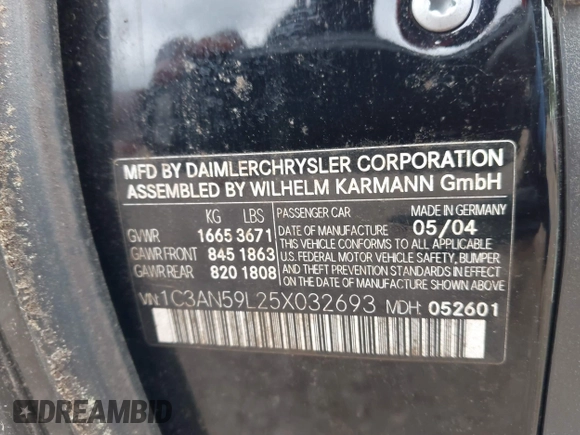 MFD BY DAIMLERCHRYSLER CORPORATION
ASSEMBLED BY WILHELM KARMANN GmbH
KG LBS
GVWR 1665 3671
GAWR FRONT 845 1863
GAWR REAR 820 1808
PASSENGER CAR MADE IN GERMANY
DATE OF MANUFACTURE 05/04
THIS VEHICLE CONFORMS TO ALL APPLICABLE
U.S. FEDERAL MOTOR VEHICLE SAFETY, BUMPER
AND THEFT PREVENTION STANDARDS IN EFFECT
ON THE DATE OF MANUFACTURE SHOWN ABOVE
VIN: 1C3AN59L25X032693 MDH: 052601
DREAMBID